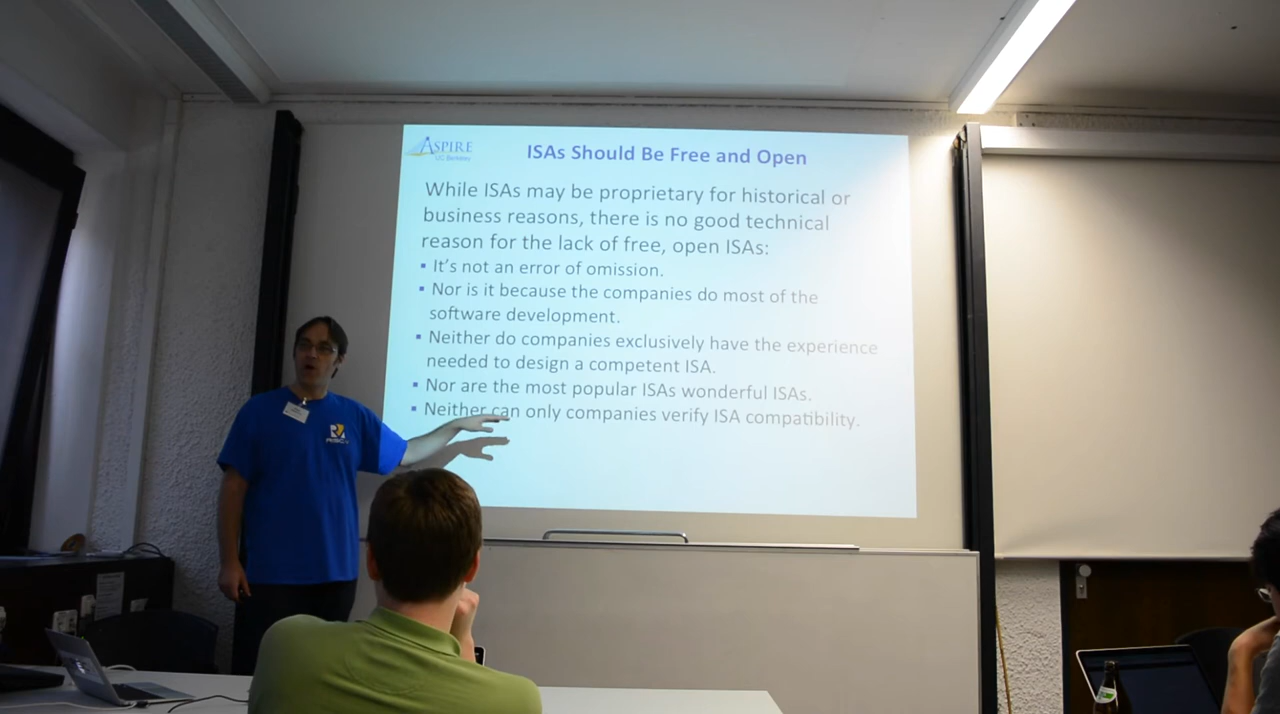 ASPIRE
UC Berkeley
ISAs Should Be Free and Open
While ISAs may be proprietary for historical or
business reasons, there is no good technical
reason for the lack of free, open ISAs:
▪ It's not an error of omission.
▪ Nor is it because the companies do most of the
software development.
▪ Neither do companies exclusively have the experience
needed to design a competent ISA.
▪ Nor are the most popular ISAs wonderful ISAs.
▪ Neither can only companies verify ISA compatibility.
RISC-V